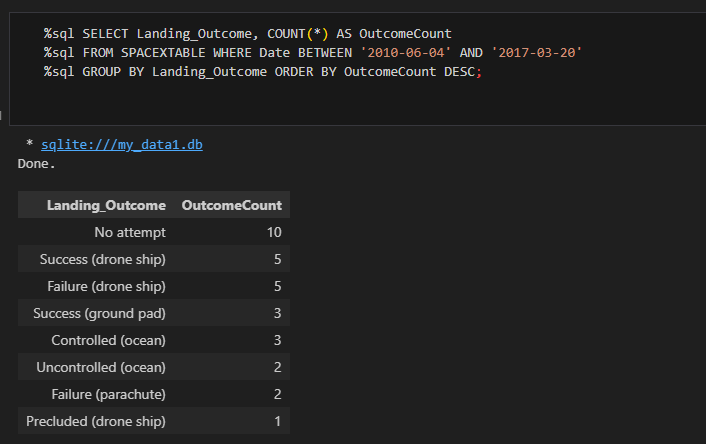 %sql SELECT Landing_Outcome, COUNT(*) AS OutcomeCount
%sql FROM SPACEXTABLE WHERE Date BETWEEN '2010-06-04' AND '2017-03-20'
%sql GROUP BY Landing_Outcome ORDER BY OutcomeCount DESC;
* sqlite:///my_data1.db
Done.
Landing_Outcome OutcomeCount
No attempt 10
Success (drone ship) 5
Failure (drone ship) 5
Success (ground pad) 3
Controlled (ocean) 3
Uncontrolled (ocean) 2
Failure (parachute) 2
Precluded (drone ship) 1